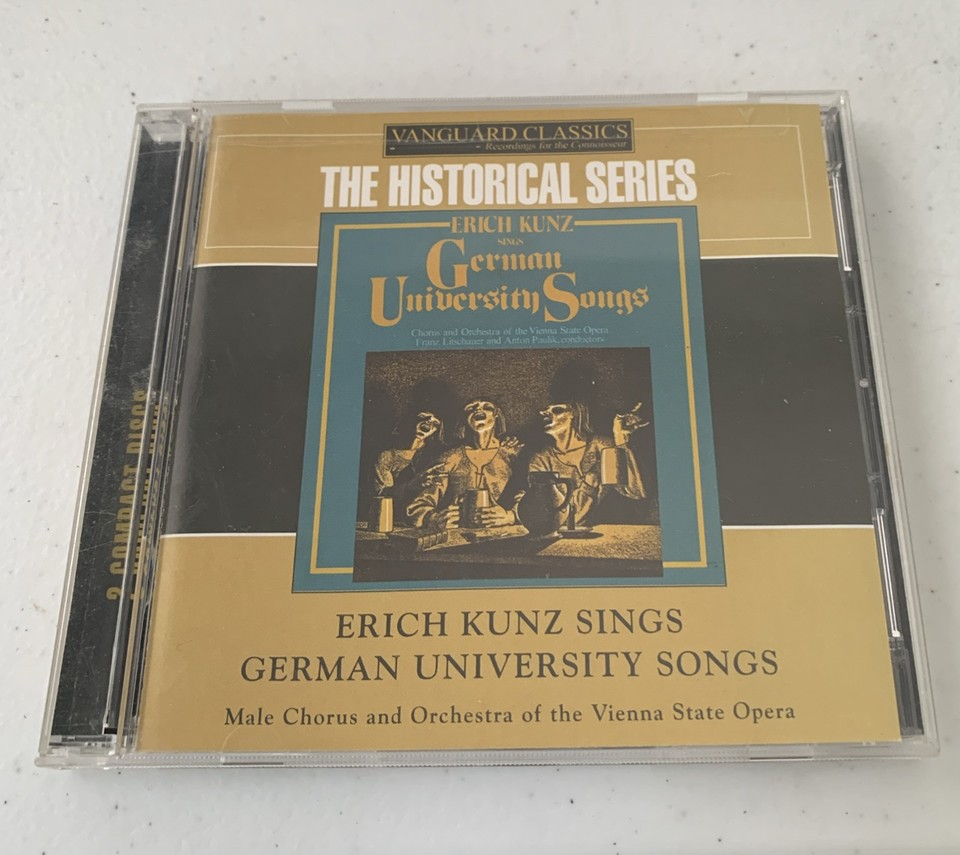 VANGUARD CLASSICS
Recordings for the Connoisseur
THE HISTORICAL SERIES
ERICH KUNZ
SINGS
German
University Songs
Chorus and Orchestra of the Vienna State Opera
Franz Litschauer and Anton Paulik, conductors
ERICH KUNZ SINGS
GERMAN UNIVERSITY SONGS
Male Chorus and Orchestra of the Vienna State Opera
2 COMPACT DISCS